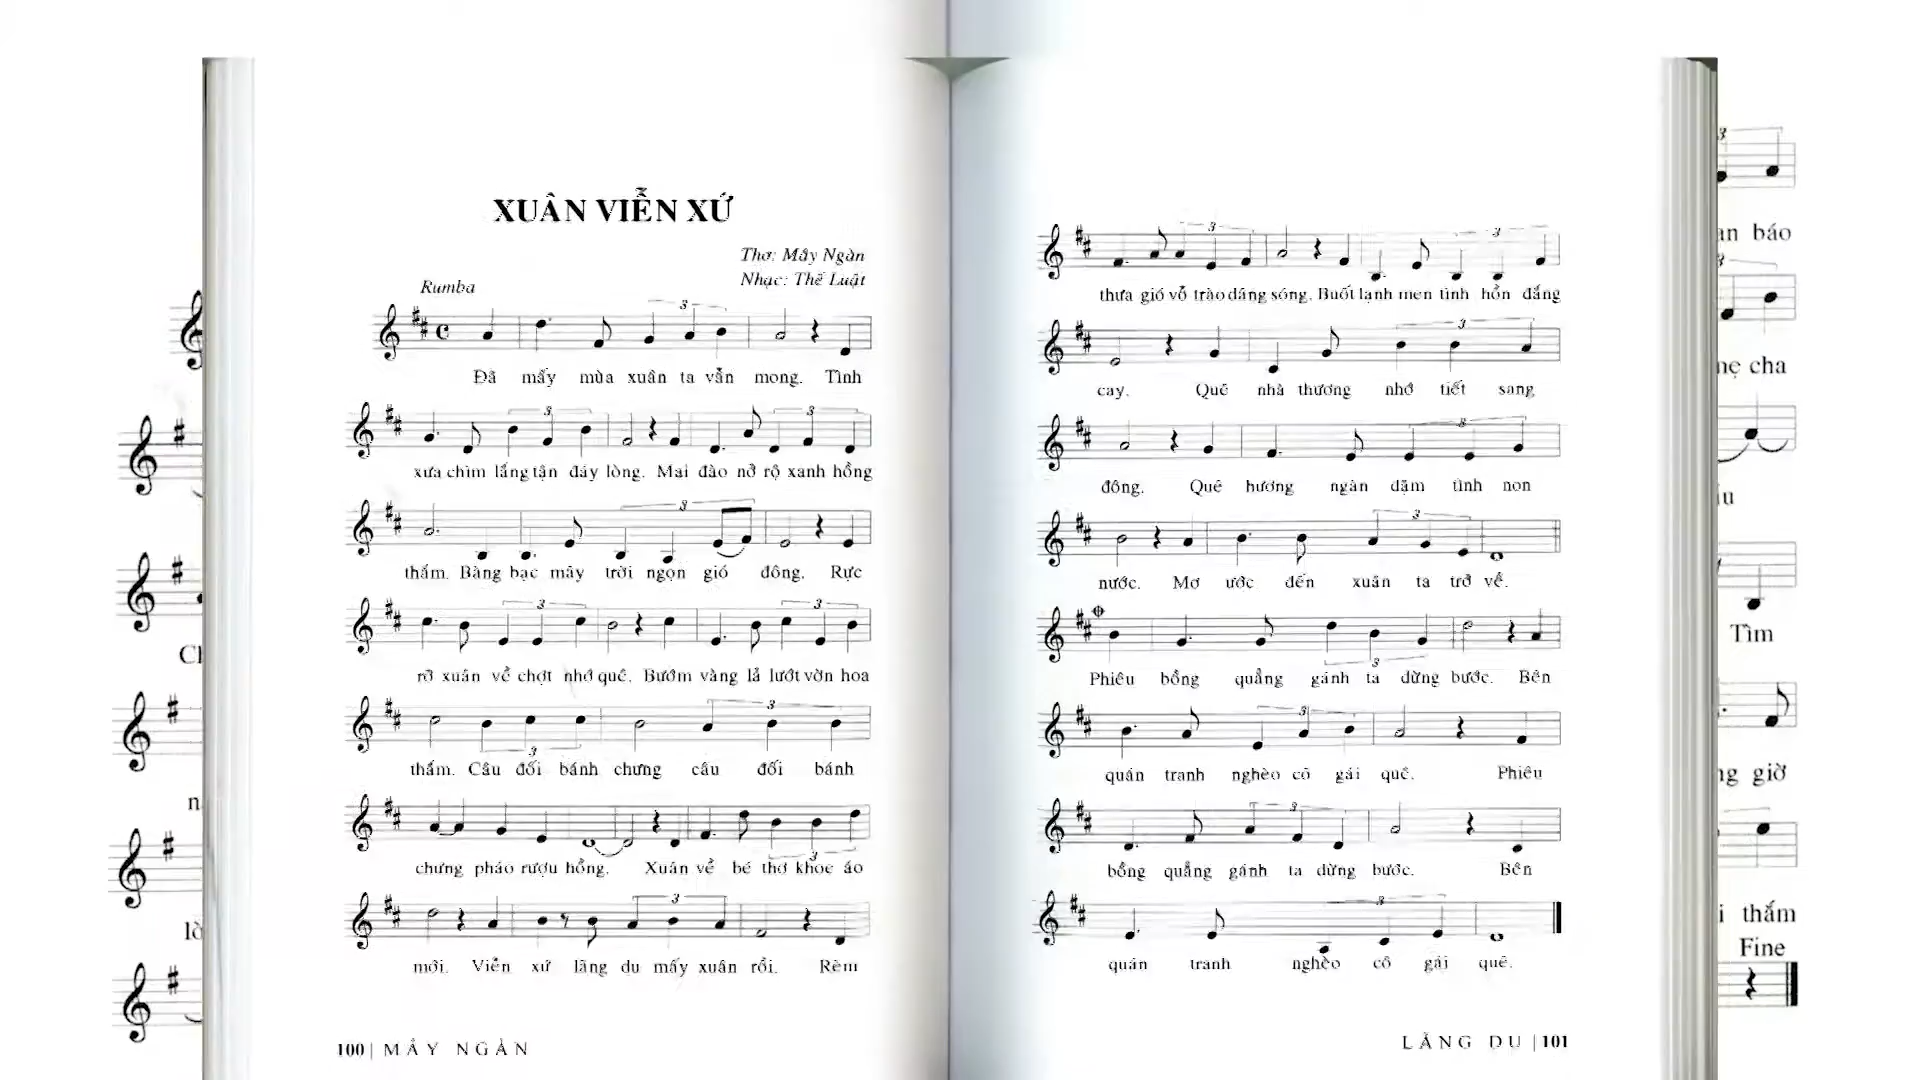 XUÂN VIỄN XỨ
Thơ: Mây Ngàn
Nhạc: Thế Luật
Rumba
Đã mấy mùa xuân ta vẫn mong. Tình
xưa chìm lắng tận đáy lòng. Mai đào nở rộ xanh hồng
thắm. Bàng bạc mây trời ngọn gió đông. Rực
rỡ xuân về chợt nhớ quê. Bướm vàng lả lướt vờn hoa
thắm. Câu đối bánh chưng câu đối bánh
chưng pháo rượu hồng. Xuân về bé thơ khoe áo
mới. Viễn xứ lãng du mấy xuân rồi. Rèm
100 | MÂY NGÀN
thưa gió vỗ trào dáng sóng. Buốt lạnh men tình hồn đắng
cay. Quê nhà thương nhớ tiết sang
đông. Quê hương ngàn dặm tình non
nước. Mơ ước đến xuân ta trở về.
Phiêu bồng quẳng gánh ta dừng bước. Bên
quán tranh nghèo cô gái quê. Phiêu
bồng quẳng gánh ta dừng bước. Bên
quán tranh nghèo cô gái quê.
LÃNG DU | 101
báo
cha
Tìm
giờ
thắm
Fine